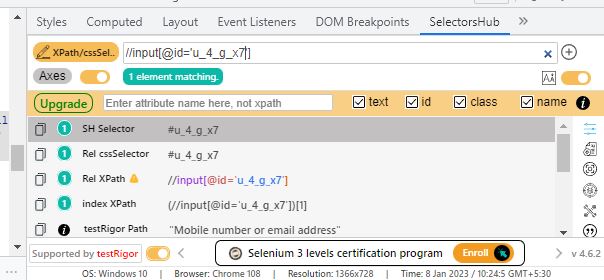 s Computed Layout Event Listeners DOM Breakpoints SelectorsHub
XPath/cssSel.. //input[@id='u_4_g_x7']
Axes 1 element matching.
Upgrade Enter attribute name here, not xpath text id class name
1 SH Selector #u_4_g_x7
1 Rel cssSelector #u_4_g_x7
1 Rel XPath //input[@id='u_4_g_x7']
1 index XPath (//input[@id='u_4_g_x7'])[1]
testRigor Path "Mobile number or email address"
Supported by testRigor Selenium 3 levels certification program Enroll v 4.6.2
OS: Windows 10 | Browser: Chrome 108 | Resolution: 1366x728 | Time: 8 Jan 2023 / 10:24:5 GMT+5:30